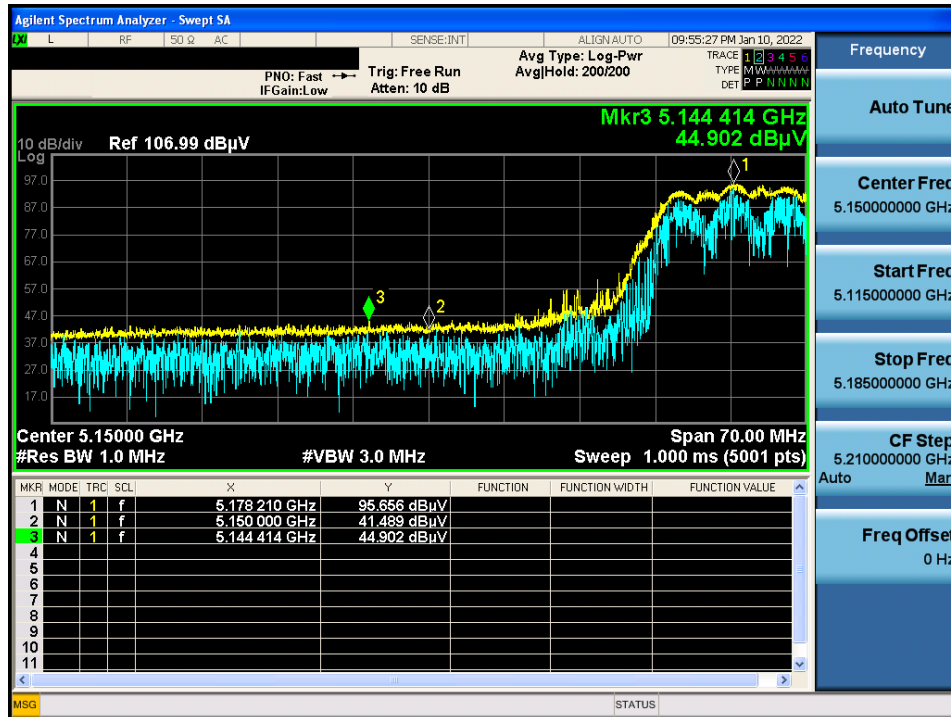 Agilent Spectrum Analyzer - Swept SA
LXI L RF 50 Ω AC SENSE:INT ALIGN AUTO 09:55:27 PM Jan 10, 2022
PNO: Fast Trig: Free Run Avg Type: Log-Pwr TRACE 1 2 3 4 5 6
IFGain:Low Atten: 10 dB Avg|Hold: 200/200 TYPE M
DET P P N N N N
Mkr3 5.144 414 GHz
44.902 dBµV
10 dB/div Ref 106.99 dBµV
Log
97.0
87.0
77.0
67.0
57.0
47.0
37.0
27.0
17.0
1
2
3
Center 5.15000 GHz Span 70.00 MHz
#Res BW 1.0 MHz #VBW 3.0 MHz Sweep 1.000 ms (5001 pts)
MKR MODE TRC SCL X Y FUNCTION FUNCTION WIDTH FUNCTION VALUE
1 N 1 f 5.178 210 GHz 95.656 dBµV
2 N 1 f 5.150 000 GHz 41.489 dBµV
3 N 1 f 5.144 414 GHz 44.902 dBµV
4
5
6
7
8
9
10
11
MSG STATUS
Frequency
Auto Tune
Center Freq
5.150000000 GHz
Start Freq
5.115000000 GHz
Stop Freq
5.185000000 GHz
CF Step
5.210000000 GHz
Auto Man
Freq Offset
0 Hz